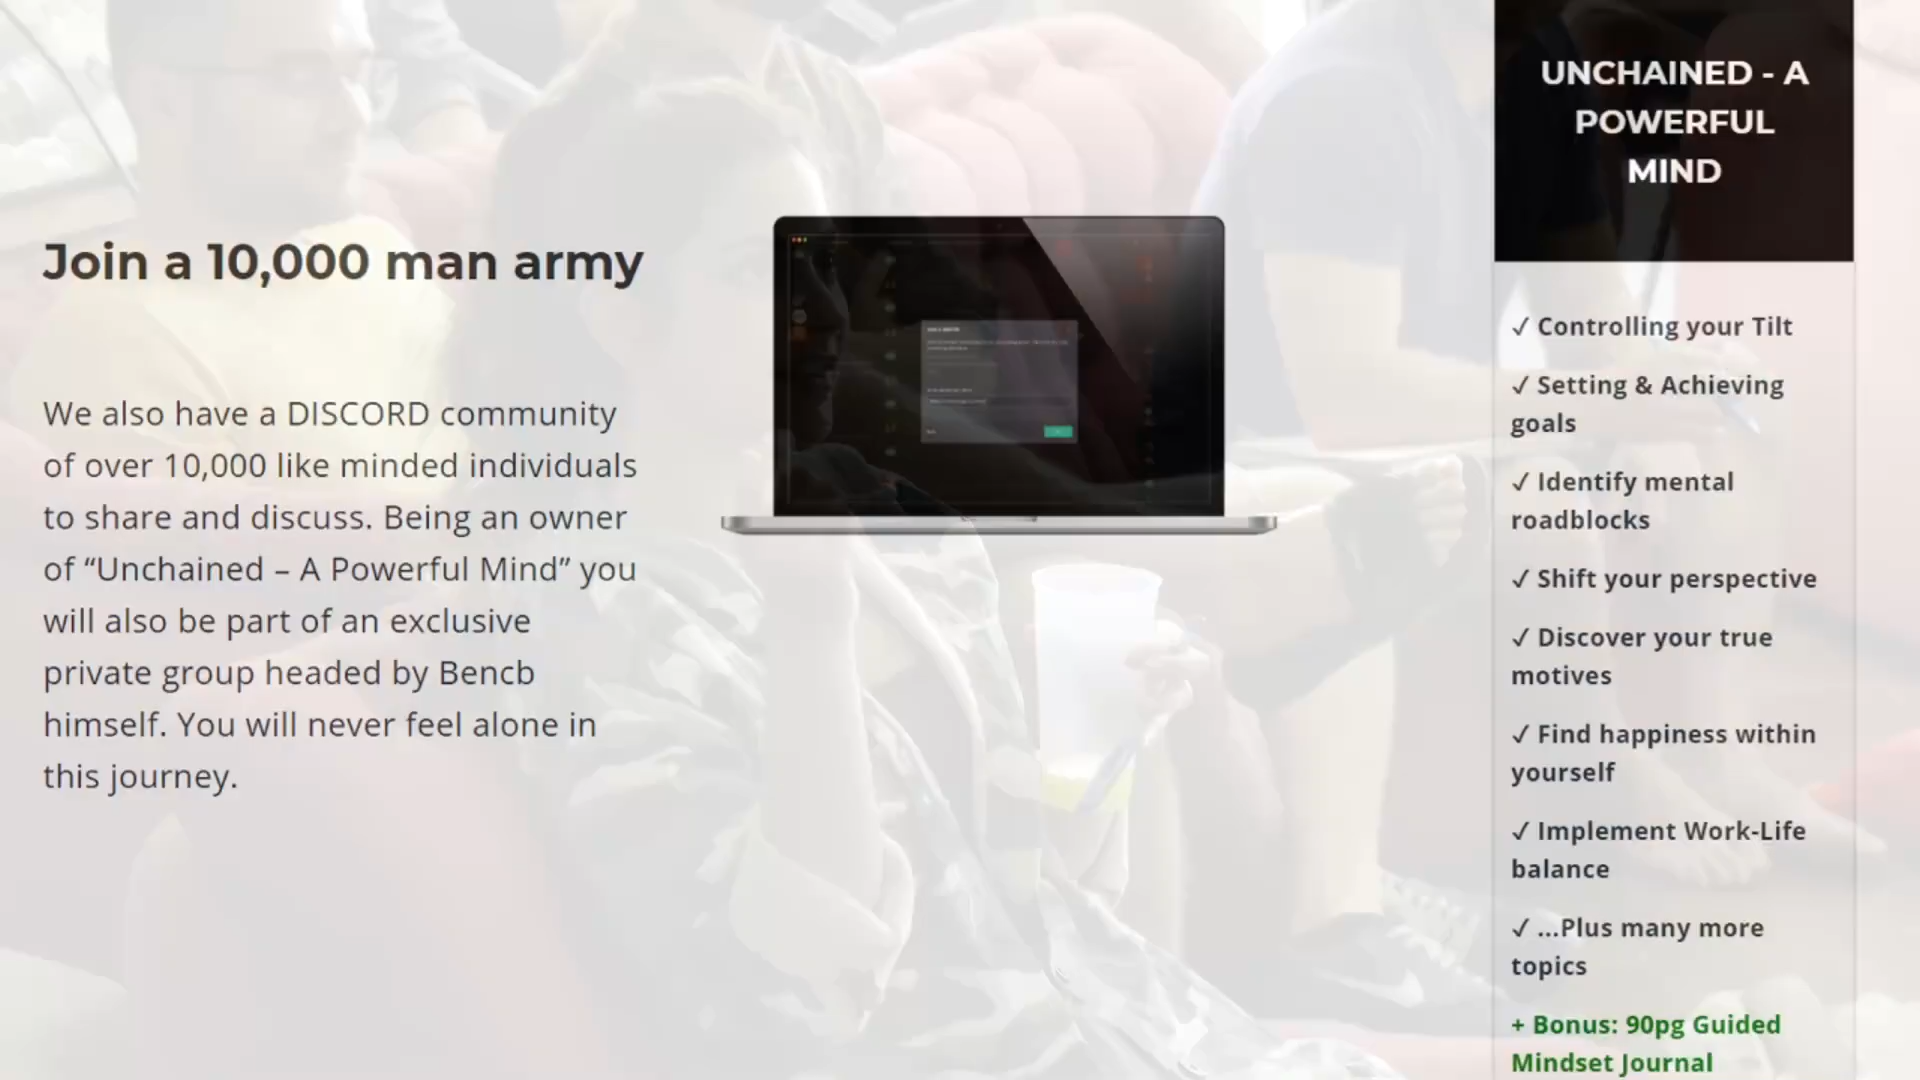 Join a 10,000 man army
We also have a DISCORD community
of over 10,000 like minded individuals
to share and discuss. Being an owner
of “Unchained – A Powerful Mind” you
will also be part of an exclusive
private group headed by Bencb
himself. You will never feel alone in
this journey.
UNCHAINED - A
POWERFUL
MIND
✓ Controlling your Tilt
✓ Setting & Achieving
goals
✓ Identify mental
roadblocks
✓ Shift your perspective
✓ Discover your true
motives
✓ Find happiness within
yourself
✓ Implement Work-Life
balance
✓ ...Plus many more
topics
+ Bonus: 90pg Guided
Mindset Journal